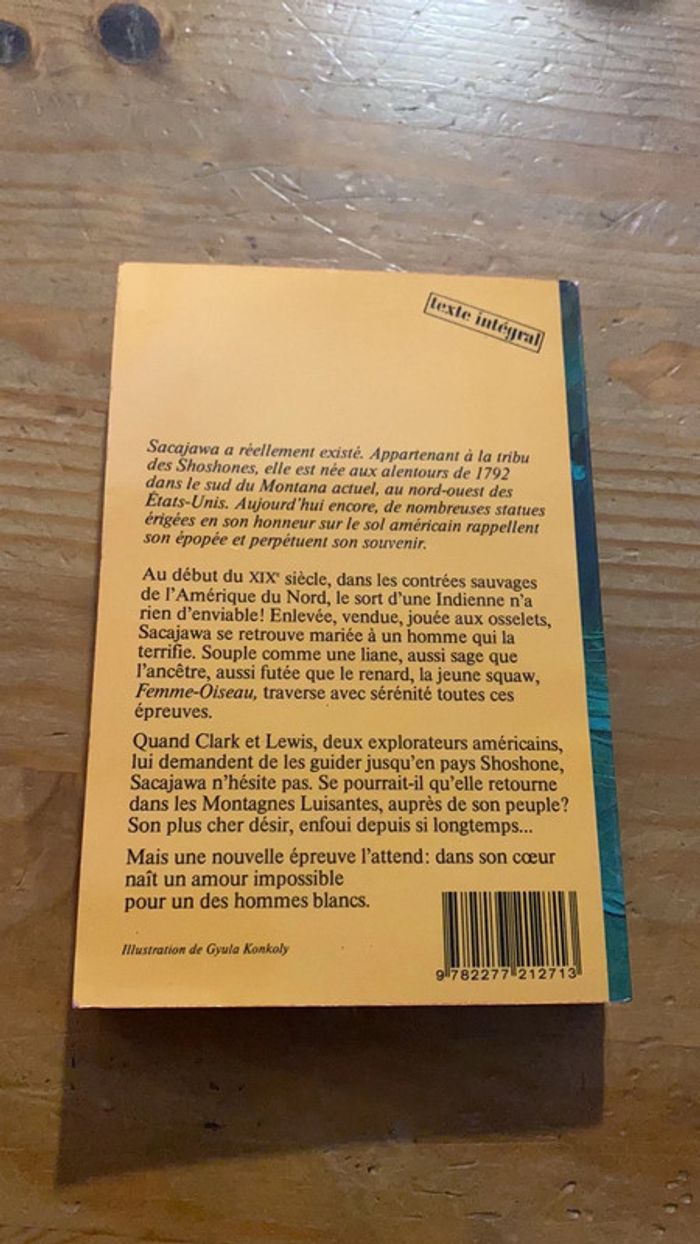 texte intégral
Sacajawa a réellement existé. Appartenant à la tribu
des Shoshones, elle est née aux alentours de 1792
dans le sud du Montana actuel, au nord-ouest des
États-Unis. Aujourd'hui encore, de nombreuses statues
érigées en son honneur sur le sol américain rappellent
son épopée et perpétuent son souvenir.
Au début du XIXe siècle, dans les contrées sauvages
de l'Amérique du Nord, le sort d'une Indienne n'a
rien d'enviable! Enlevée, vendue, jouée aux osselets,
Sacajawa se retrouve mariée à un homme qui la
terrifie. Souple comme une liane, aussi sage que
l'ancêtre, aussi futée que le renard, la jeune squaw,
Femme-Oiseau, traverse avec sérénité toutes ces
épreuves.
Quand Clark et Lewis, deux explorateurs américains,
lui demandent de les guider jusqu'en pays Shoshone,
Sacajawa n'hésite pas. Se pourrait-il qu'elle retourne
dans les Montagnes Luisantes, auprès de son peuple?
Son plus cher désir, enfoui depuis si longtemps...
Mais une nouvelle épreuve l'attend: dans son cœur
naît un amour impossible
pour un des hommes blancs.
Illustration de Gyula Konkoly
9 782277 212713